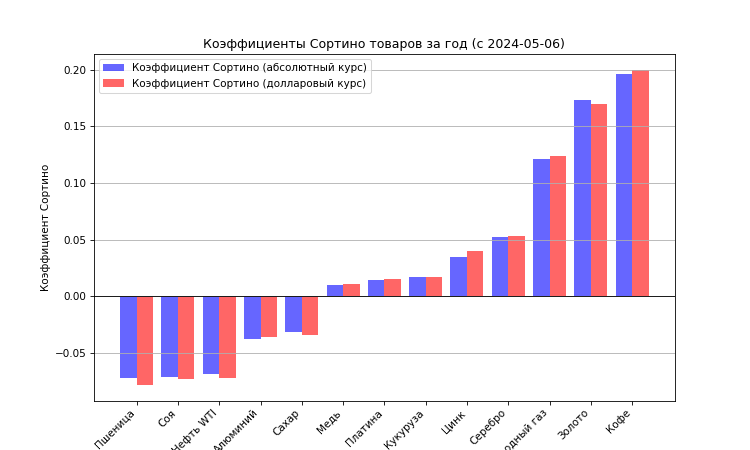 Коэффициенты Сортино товаров за год (с 2024-05-06)
Коэффициент Сортино (абсолютный курс)
Коэффициент Сортино (долларовый курс)
Коэффициент Сортино
0.20
0.15
0.10
0.05
0.00
−0.05
Пшеница
Соя
Нефть WTI
Алюминий
Сахар
Медь
Платина
Кукуруза
Цинк
Серебро
газ
Золото
Кофе